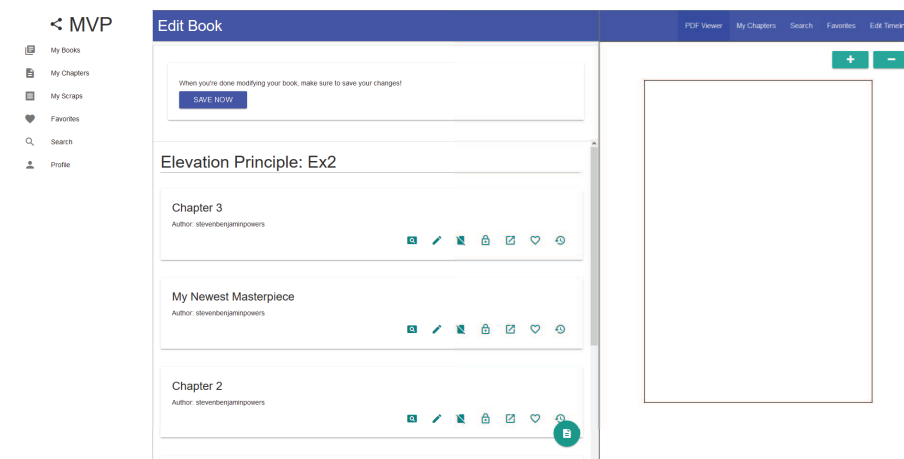 MVP
My Books
My Chapters
My Scraps
Favorites
Search
Profile
Edit Book
When you're done modifying your book, make sure to save your changes!
SAVE NOW
Elevation Principle: Ex2
Chapter 3
Author: stevenbenjaminpowers
My Newest Masterpiece
Author: stevenbenjaminpowers
Chapter 2
Author: stevenbenjaminpowers
PDF Viewer My Chapters Search Favorites Edit Timelin
+ −